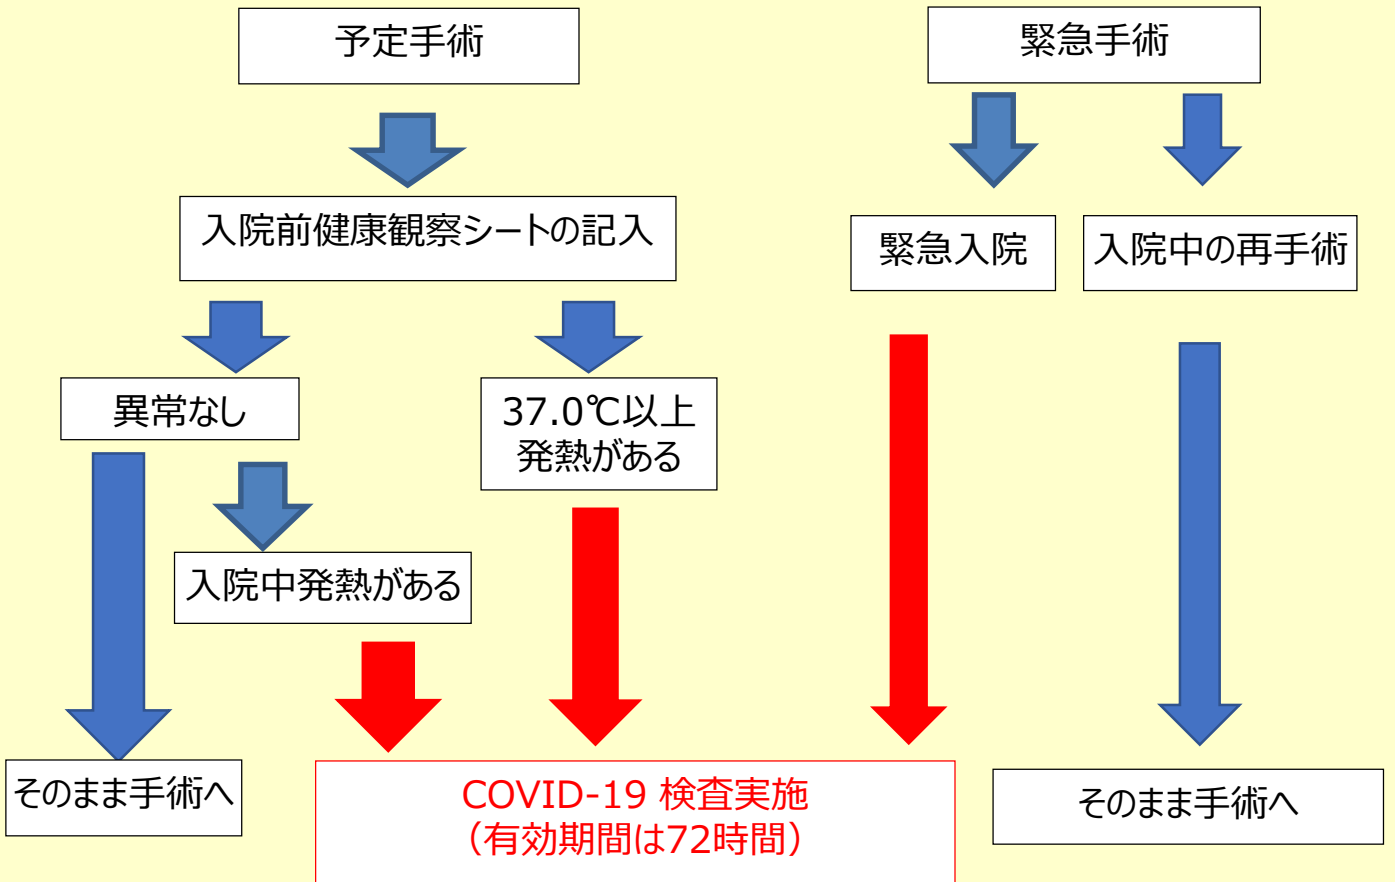 予定手術
緊急手術
入院前健康観察シートの記入
緊急入院
入院中の再手術
異常なし
37.0℃以上
発熱がある
入院中発熱がある
そのまま手術へ
COVID-19 検査実施
（有効期間は72時間）
そのまま手術へ